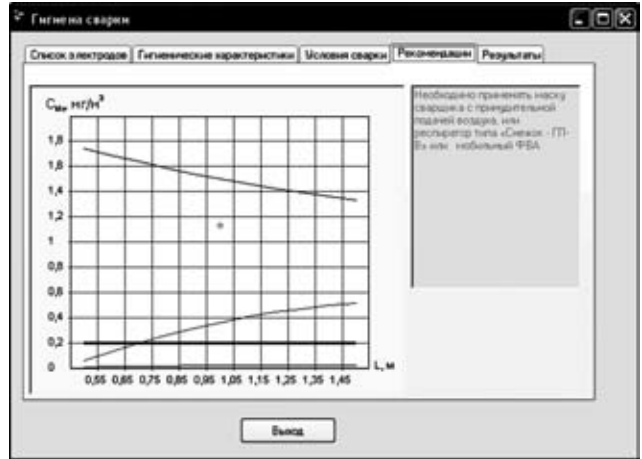 Гигиена сварки
Список электродов Гигиенические характеристики Условия сварки Рекомендации Результаты
C Mn, мг/м³
1,8
1,6
1,4
1,2
1
0,8
0,6
0,4
0,2
0
0,55 0,65 0,75 0,85 0,95 1,05 1,15 1,25 1,35 1,45
L, м
Необходимо применять маску
сварщика с принудительной
подачей воздуха, или
респиратор типа «Снежок - ГП-
В» или мобильный ФВА
Выход